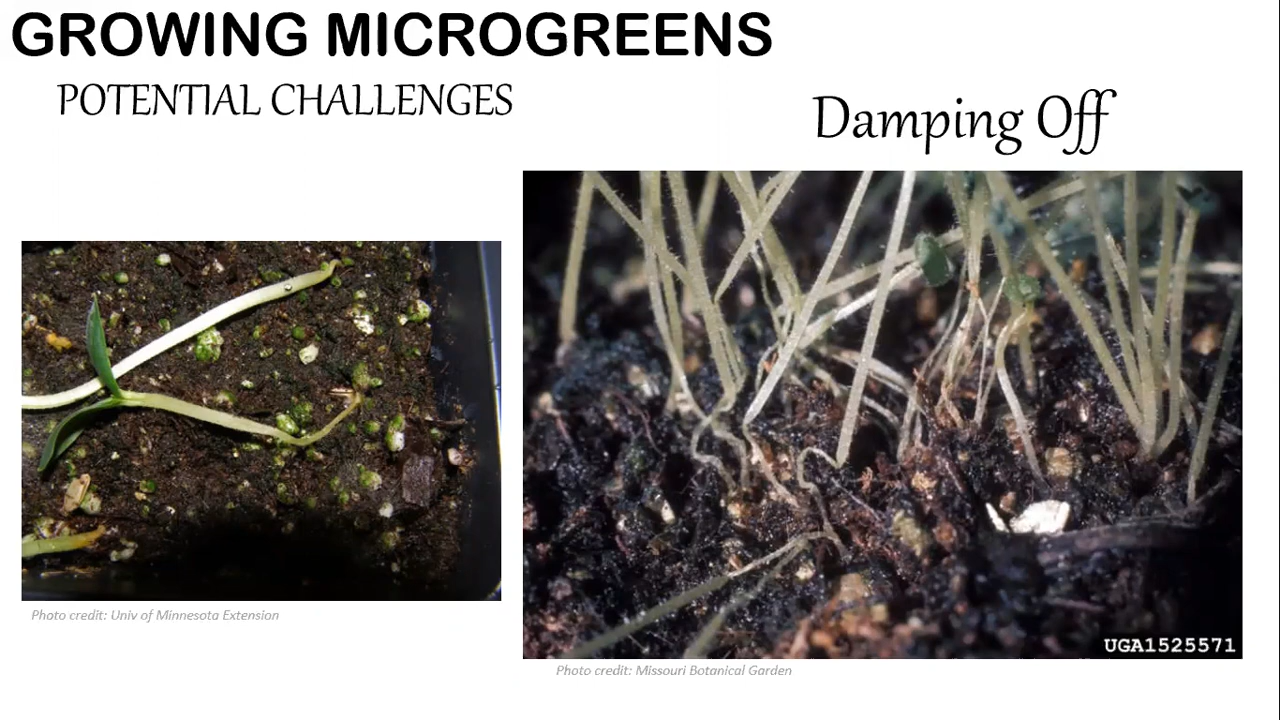 GROWING MICROGREENS
POTENTIAL CHALLENGES
Damping Off
UGA1525571
Photo credit: Univ of Minnesota Extension
Photo credit: Missouri Botanical Garden